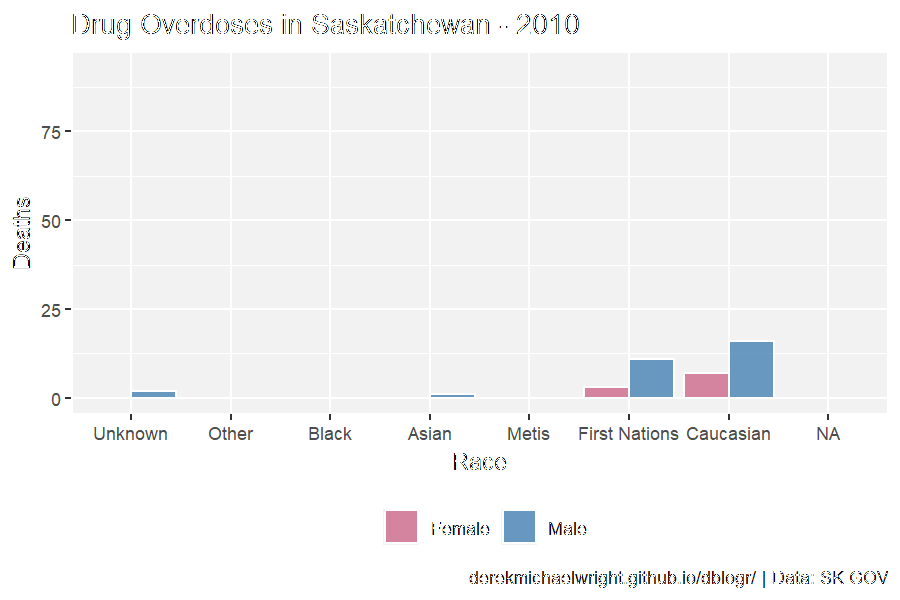 Drug Overdoses in Saskatchewan - 2010
75
50
25
0
Deaths
Unknown Other Black Asian Metis First Nations Caucasian NA
Race
Female Male
derekmichaelwright.github.io/dblogr/ | Data: SK GOV